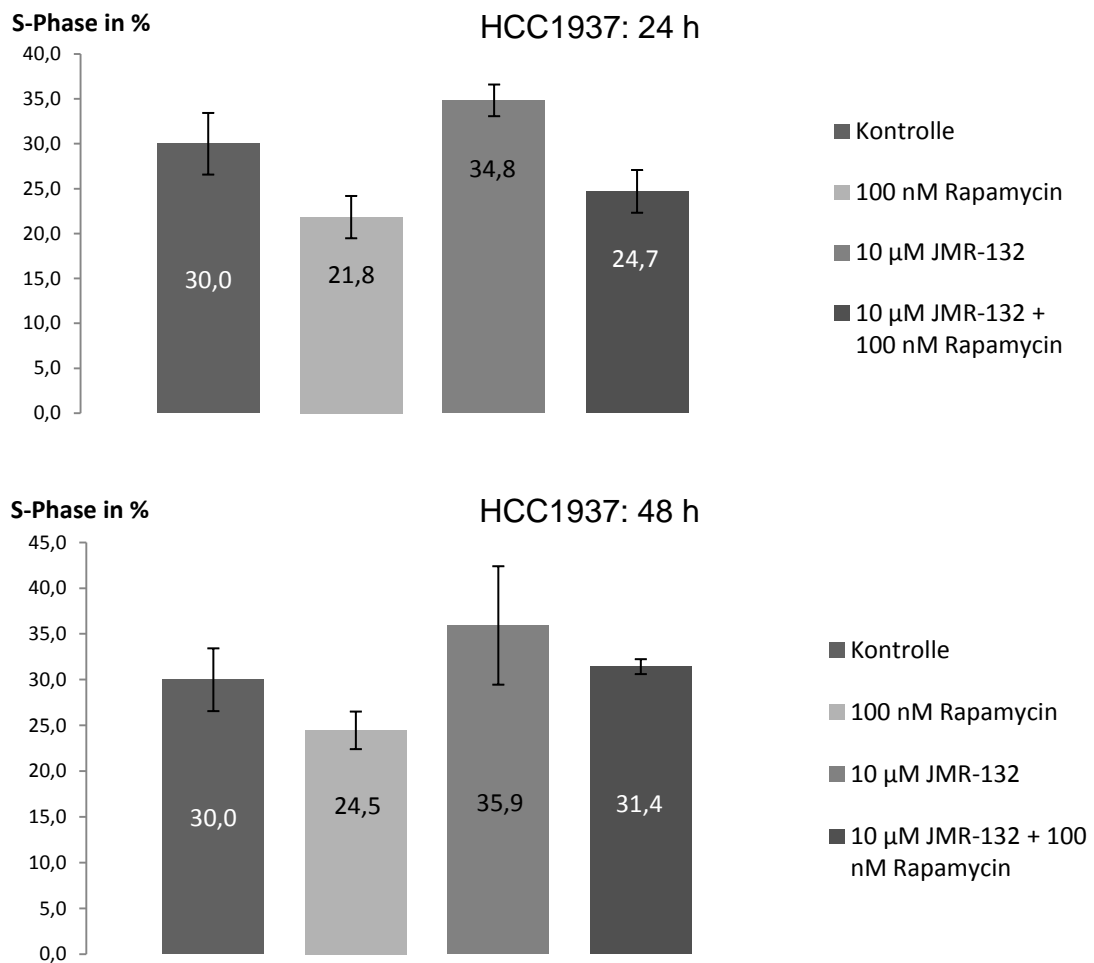 S-Phase in %
HCC1937: 24 h
40,0
35,0
30,0
25,0
20,0
15,0
10,0
5,0
0,0
30,0
21,8
34,8
24,7
Kontrolle
100 nM Rapamycin
10 µM JMR-132
10 µM JMR-132 +
100 nM Rapamycin
S-Phase in %
HCC1937: 48 h
45,0
40,0
35,0
30,0
25,0
20,0
15,0
10,0
5,0
0,0
30,0
24,5
35,9
31,4
Kontrolle
100 nM Rapamycin
10 µM JMR-132
10 µM JMR-132 + 100
nM Rapamycin